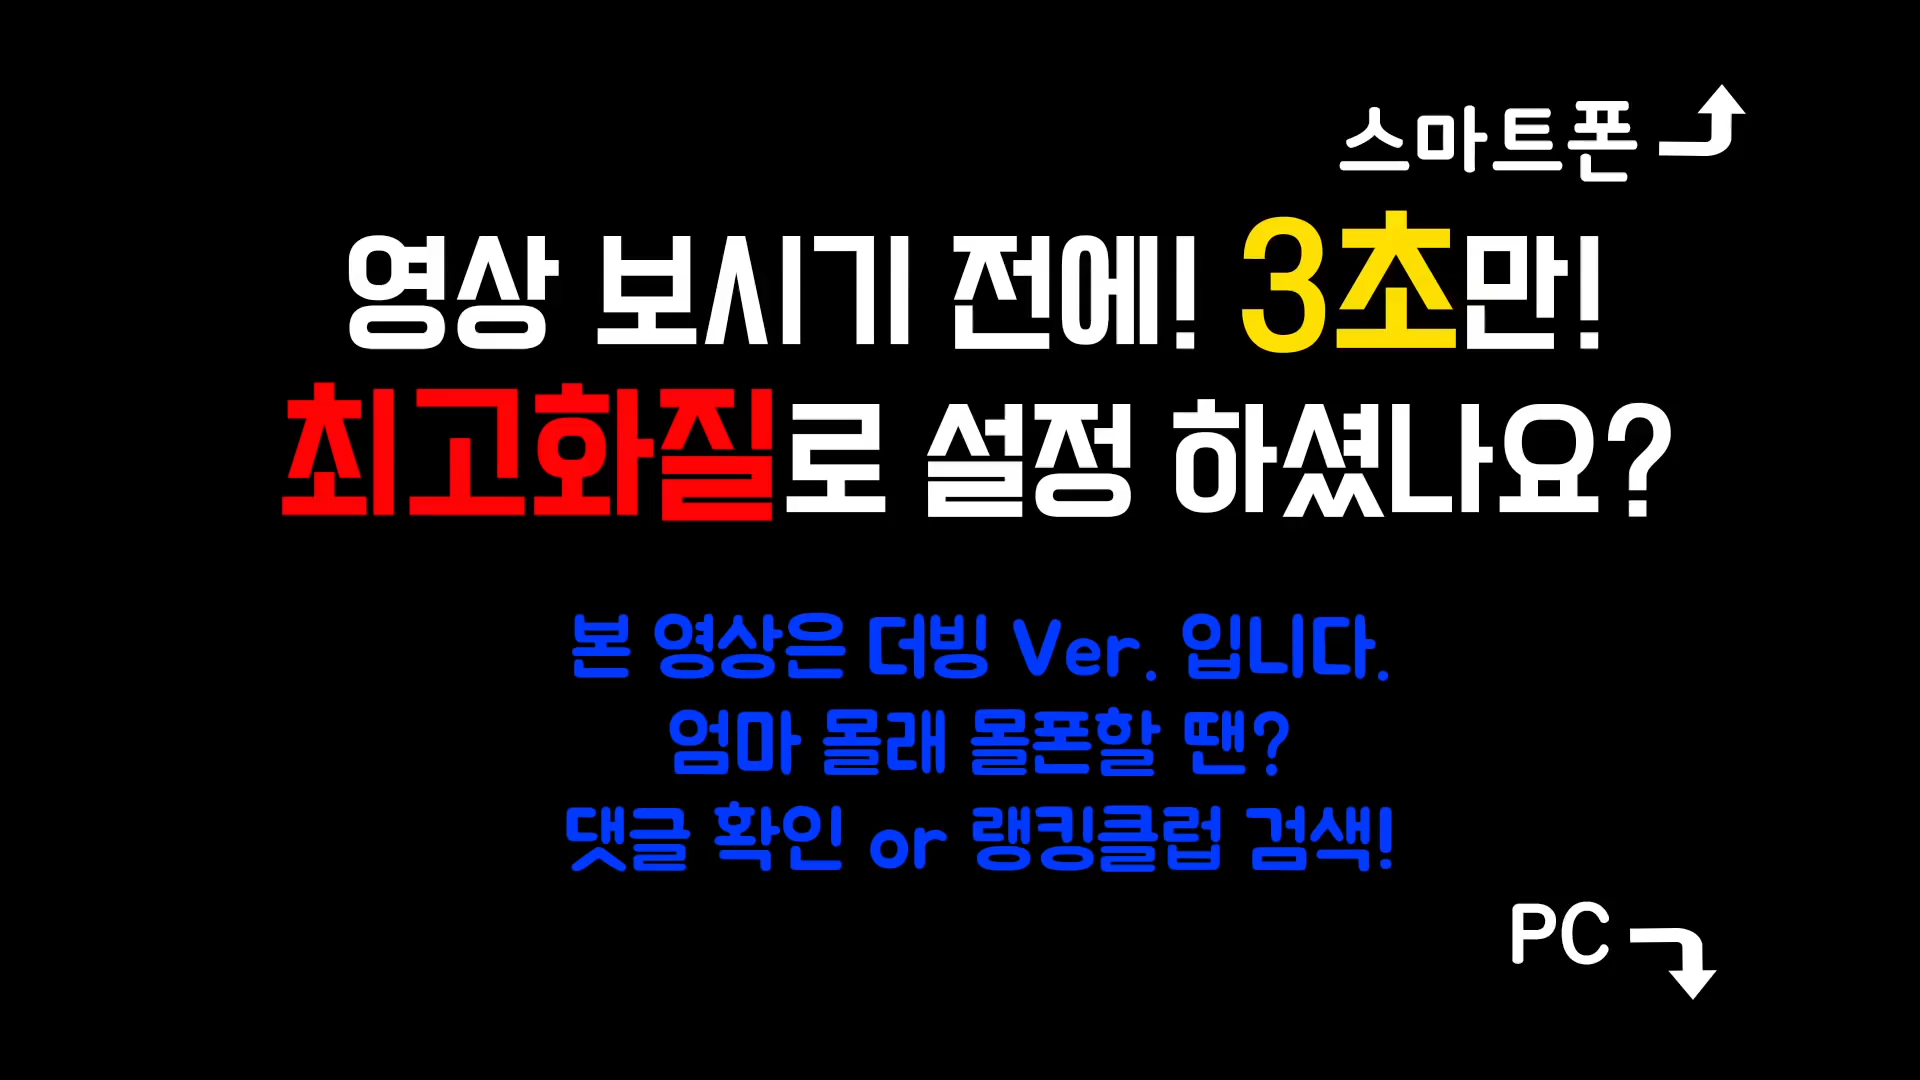 스마트폰
영상 보시기 전에! 3초만!
최고화질로 설정 하셨나요?
본 영상은 더빙 Ver. 입니다.
엄마 몰래 몰폰할 땐?
댓글 확인 or 랭킹클럽 검색!
PC